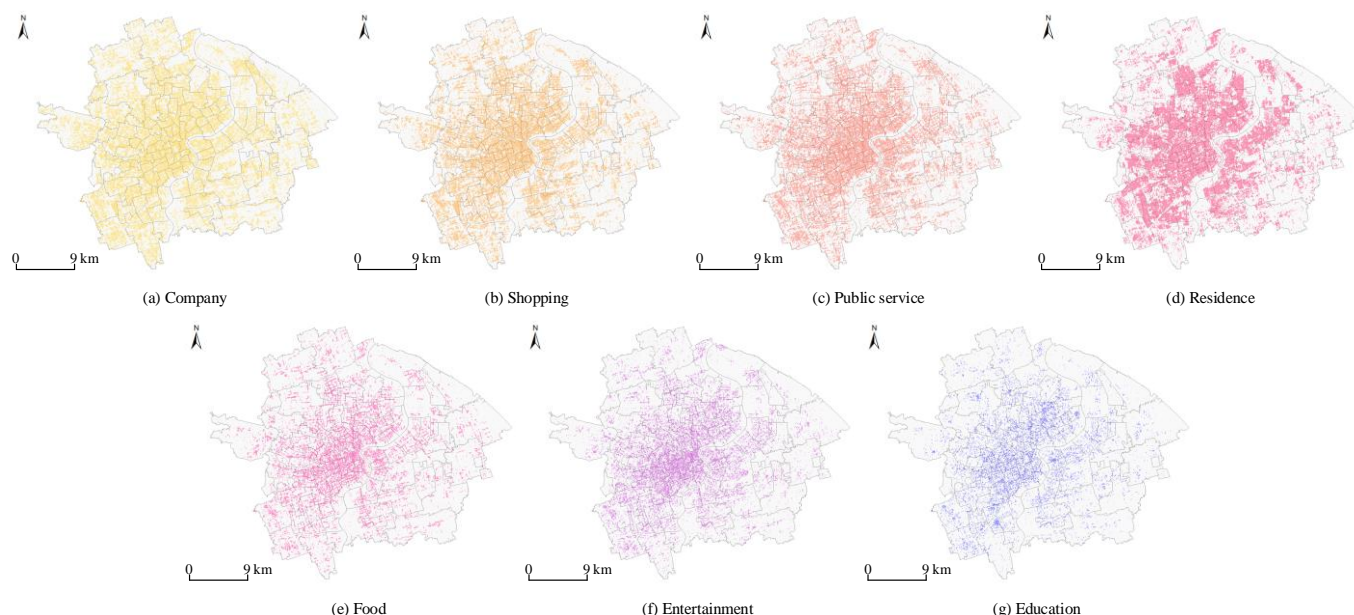 N N N N
0 9 km 0 9 km 0 9 km 0 9 km
(a) Company (b) Shopping (c) Public service (d) Residence
N N N
0 9 km 0 9 km 0 9 km
(e) Food (f) Entertainment (g) Education